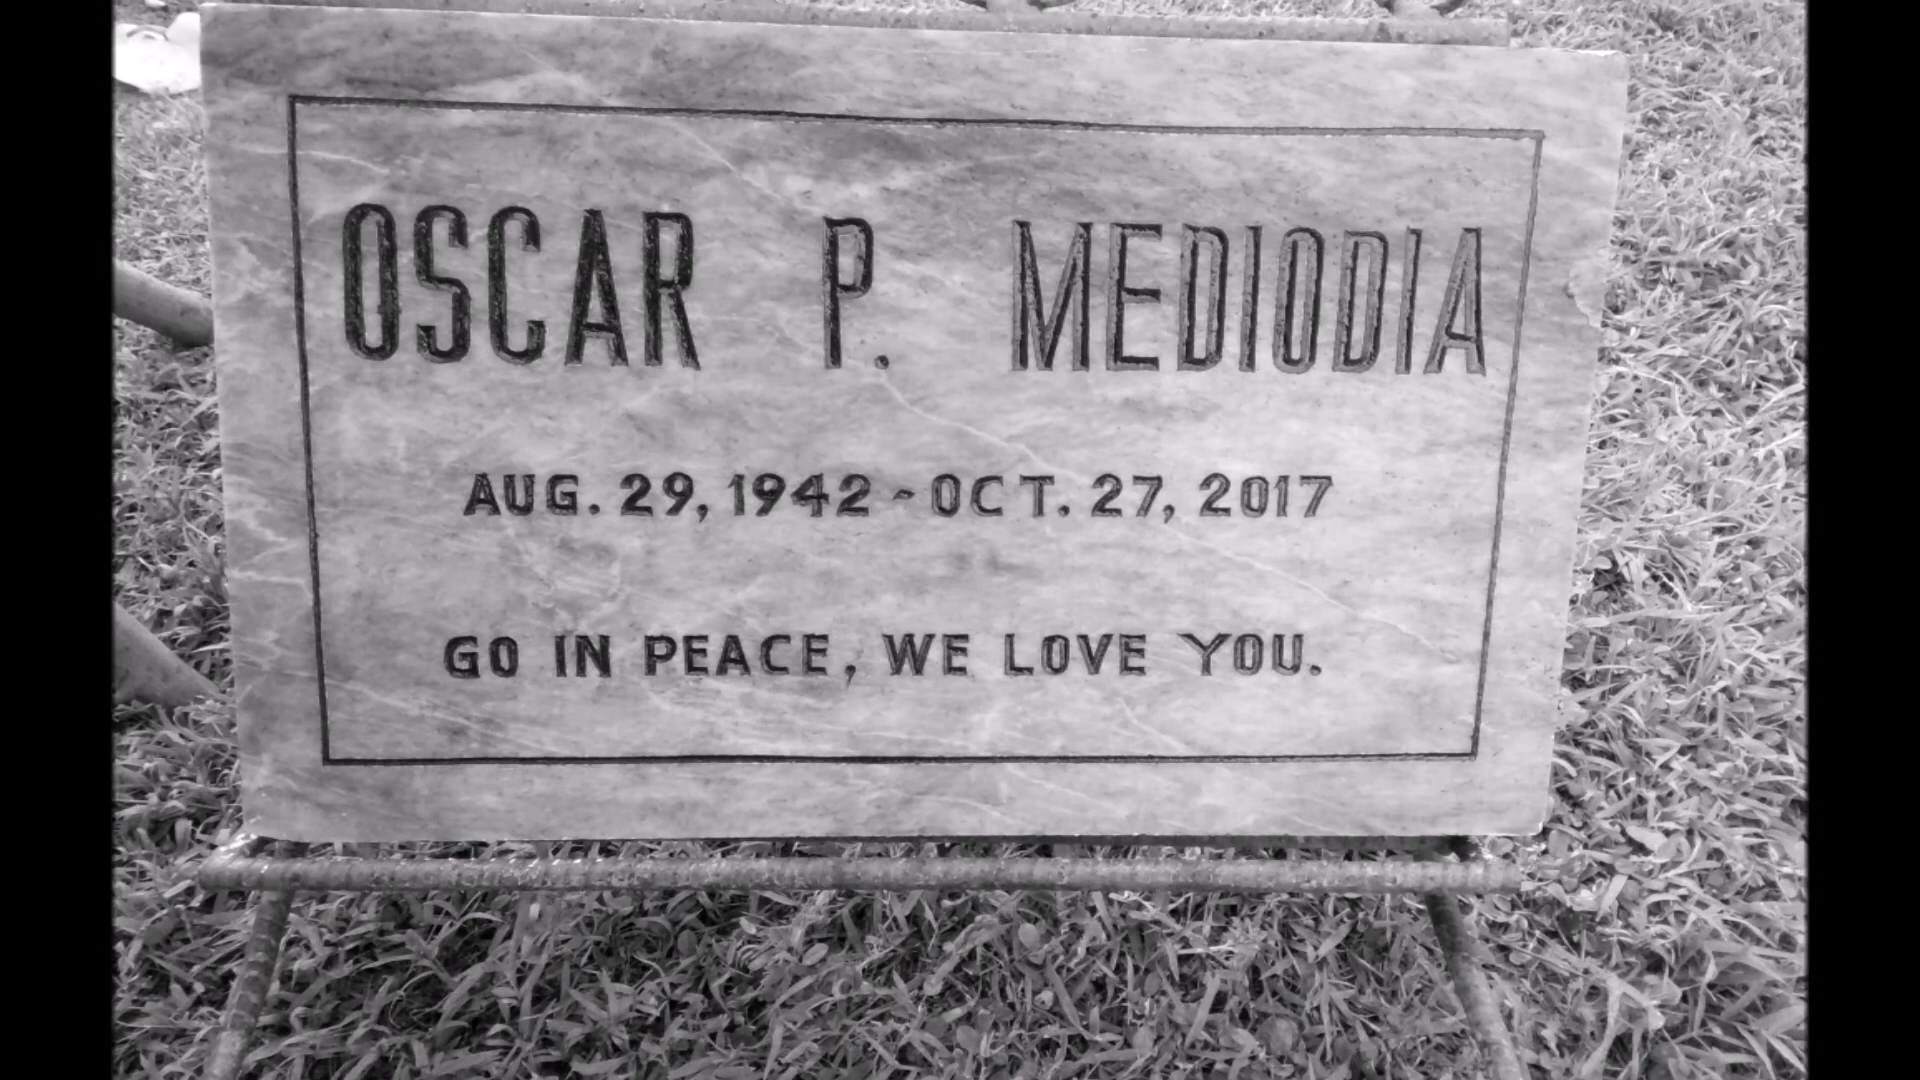 OSCAR P. MEDIODIA
AUG. 29, 1942 - OCT. 27, 2017
GO IN PEACE, WE LOVE YOU.